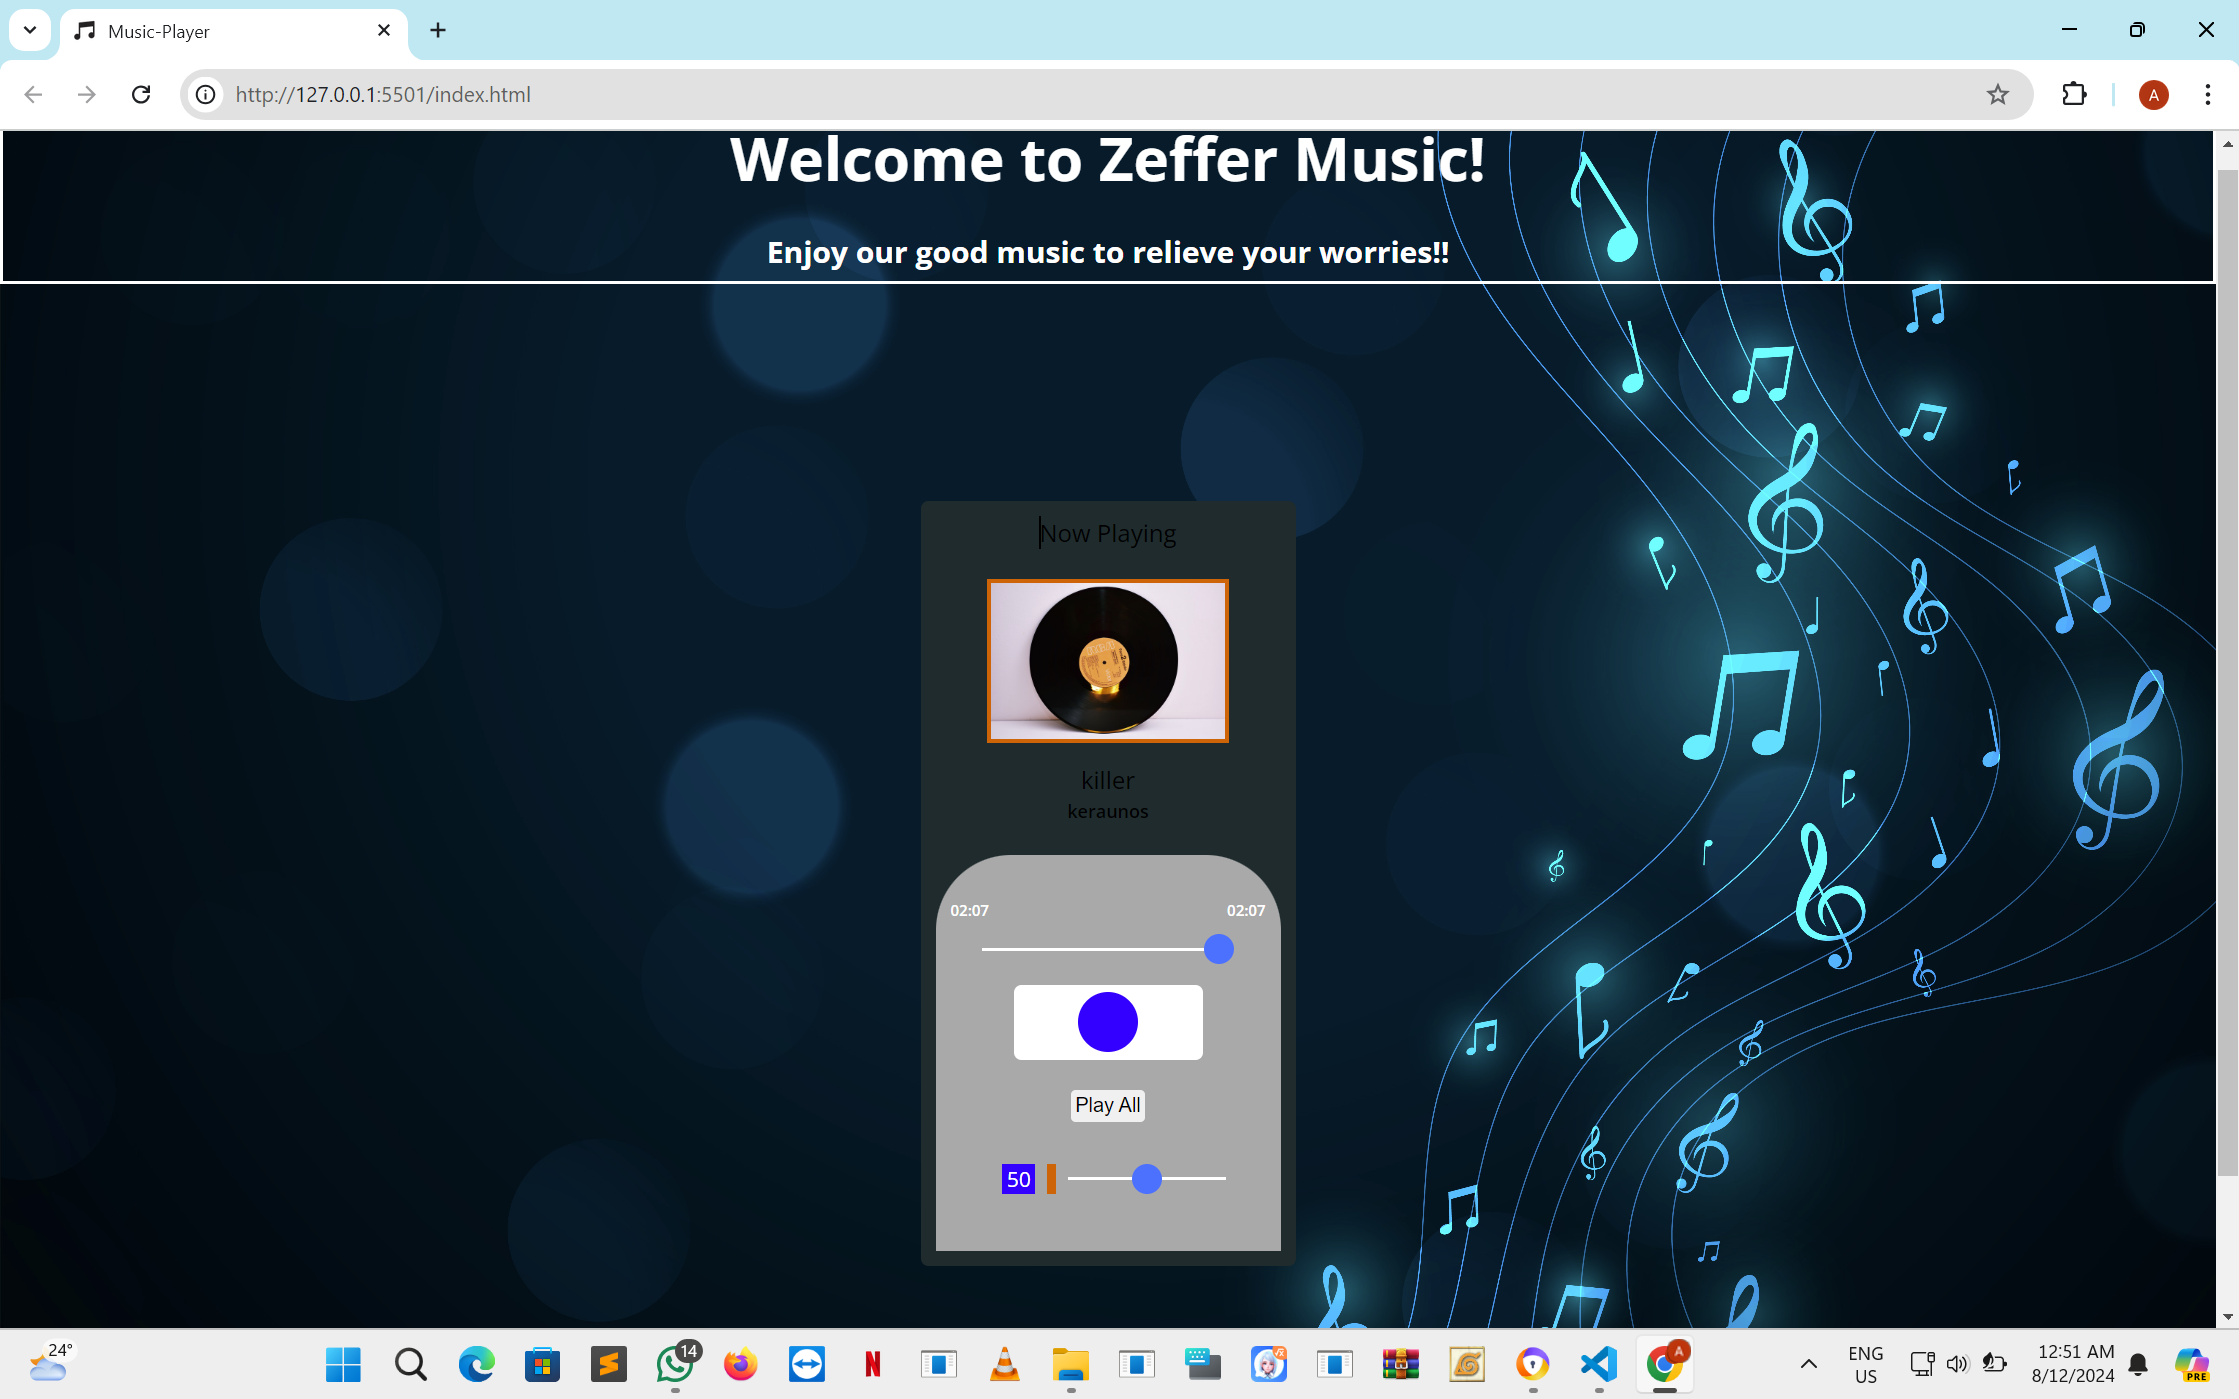 Music-Player
http://127.0.0.1:5501/index.html
A
Welcome to Zeffer Music!
Enjoy our good music to relieve your worries!!
Now Playing
killer
keraunos
02:07 02:07
Play All
50
24°
14
N
A
ENG
US
12:51 AM
8/12/2024
PRE